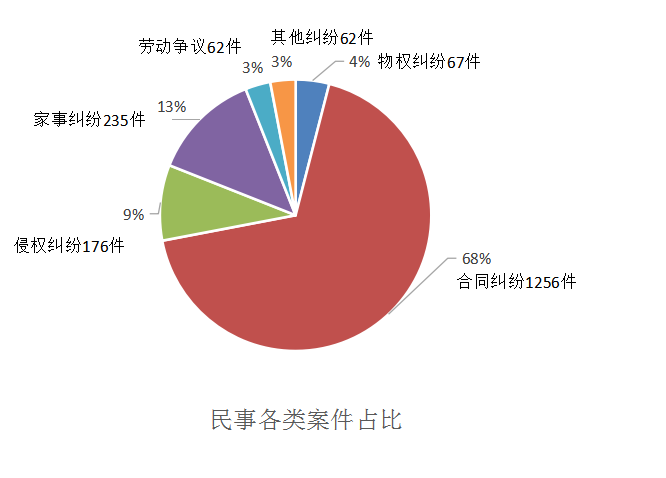 其他纠纷62件
劳动争议62件
3%
3%
4%
物权纠纷67件
13%
家事纠纷235件
9%
侵权纠纷176件
68%
合同纠纷1256件
民事各类案件占比